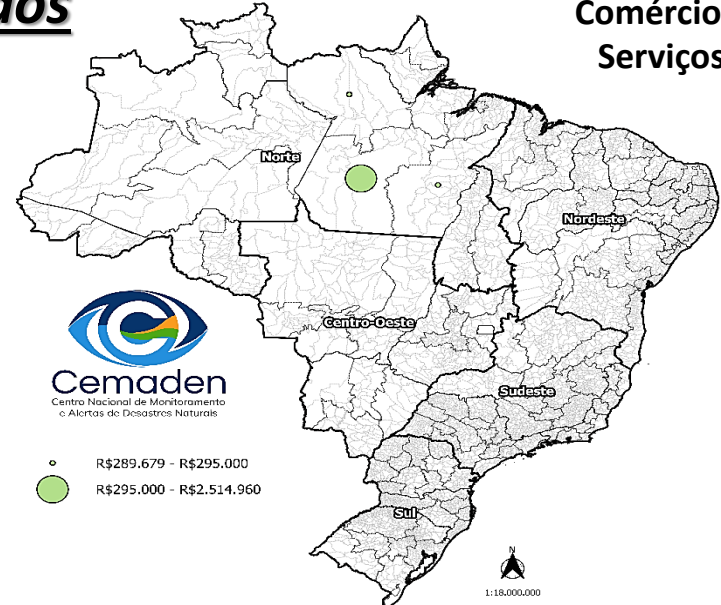 ados
Comércio
Serviços
Norte
Nordeste
Centro-Oeste
Sudeste
Sul
Cemaden
Centro Nacional de Monitoramento
e Alertas de Desastres Naturais
R$289.679 - R$295.000
R$295.000 - R$2.514.960
N
1:18.000.000